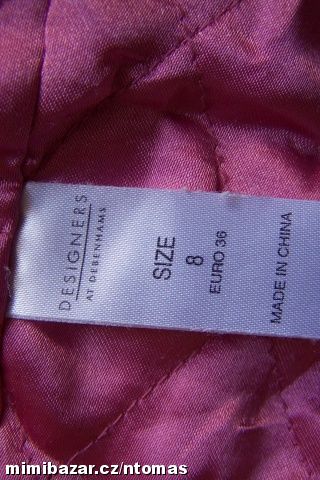 DESIGNERS
AT DEBENHAMS
SIZE
8
EURO 36
MADE IN CHINA
mimibazar.cz/ntomas